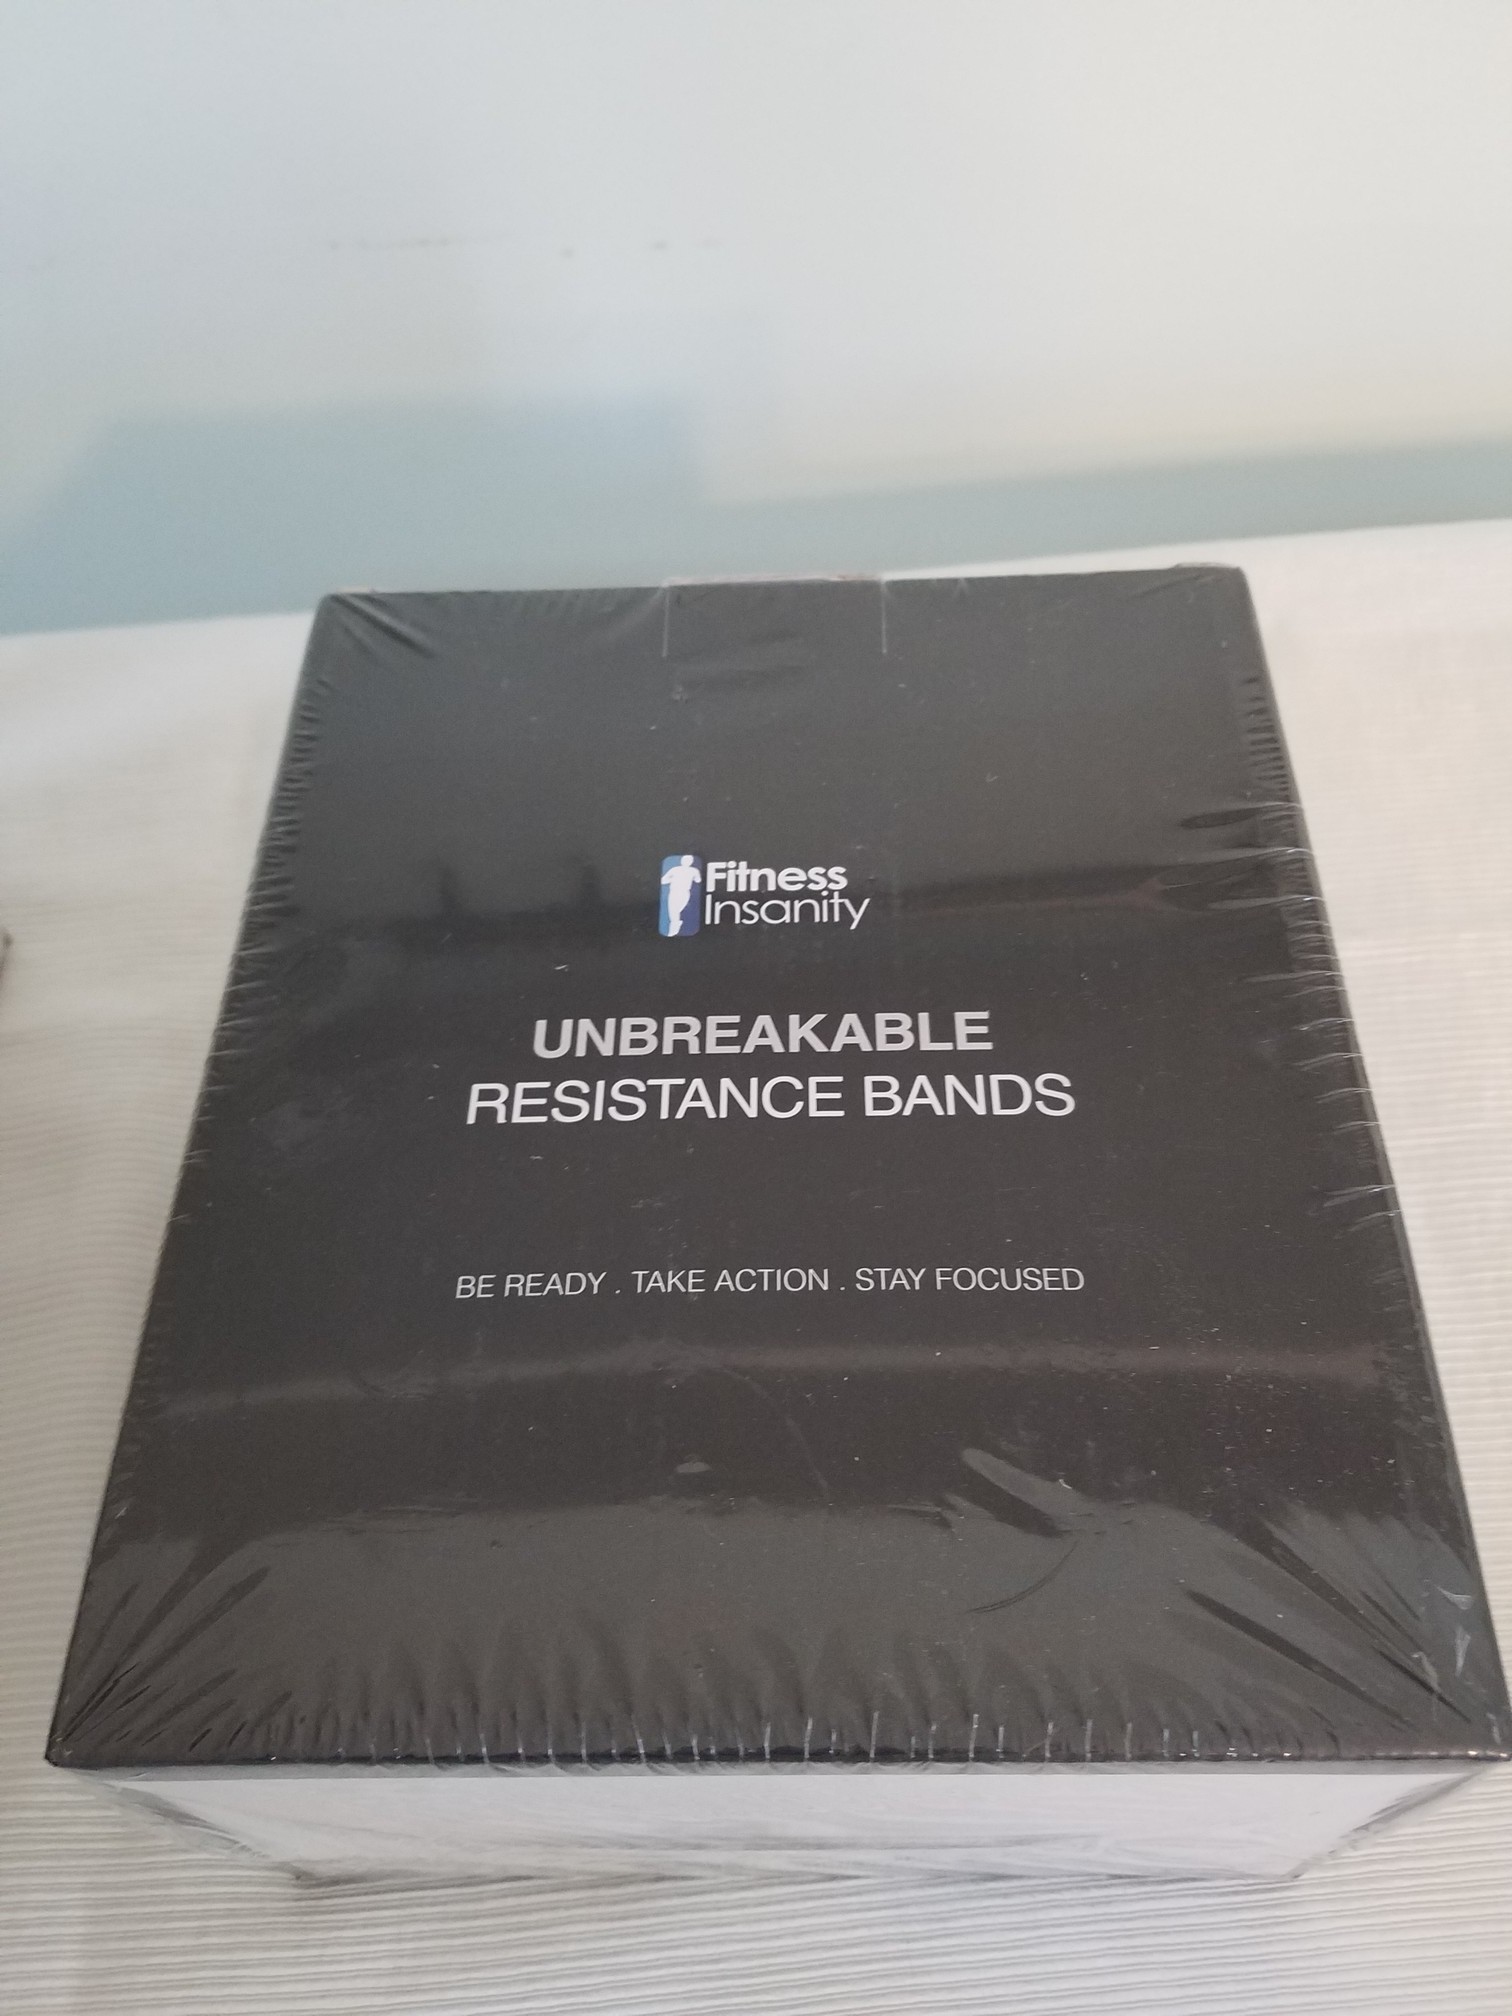 Fitness
Insanity
UNBREAKABLE
RESISTANCE BANDS
BE READY . TAKE ACTION . STAY FOCUSED